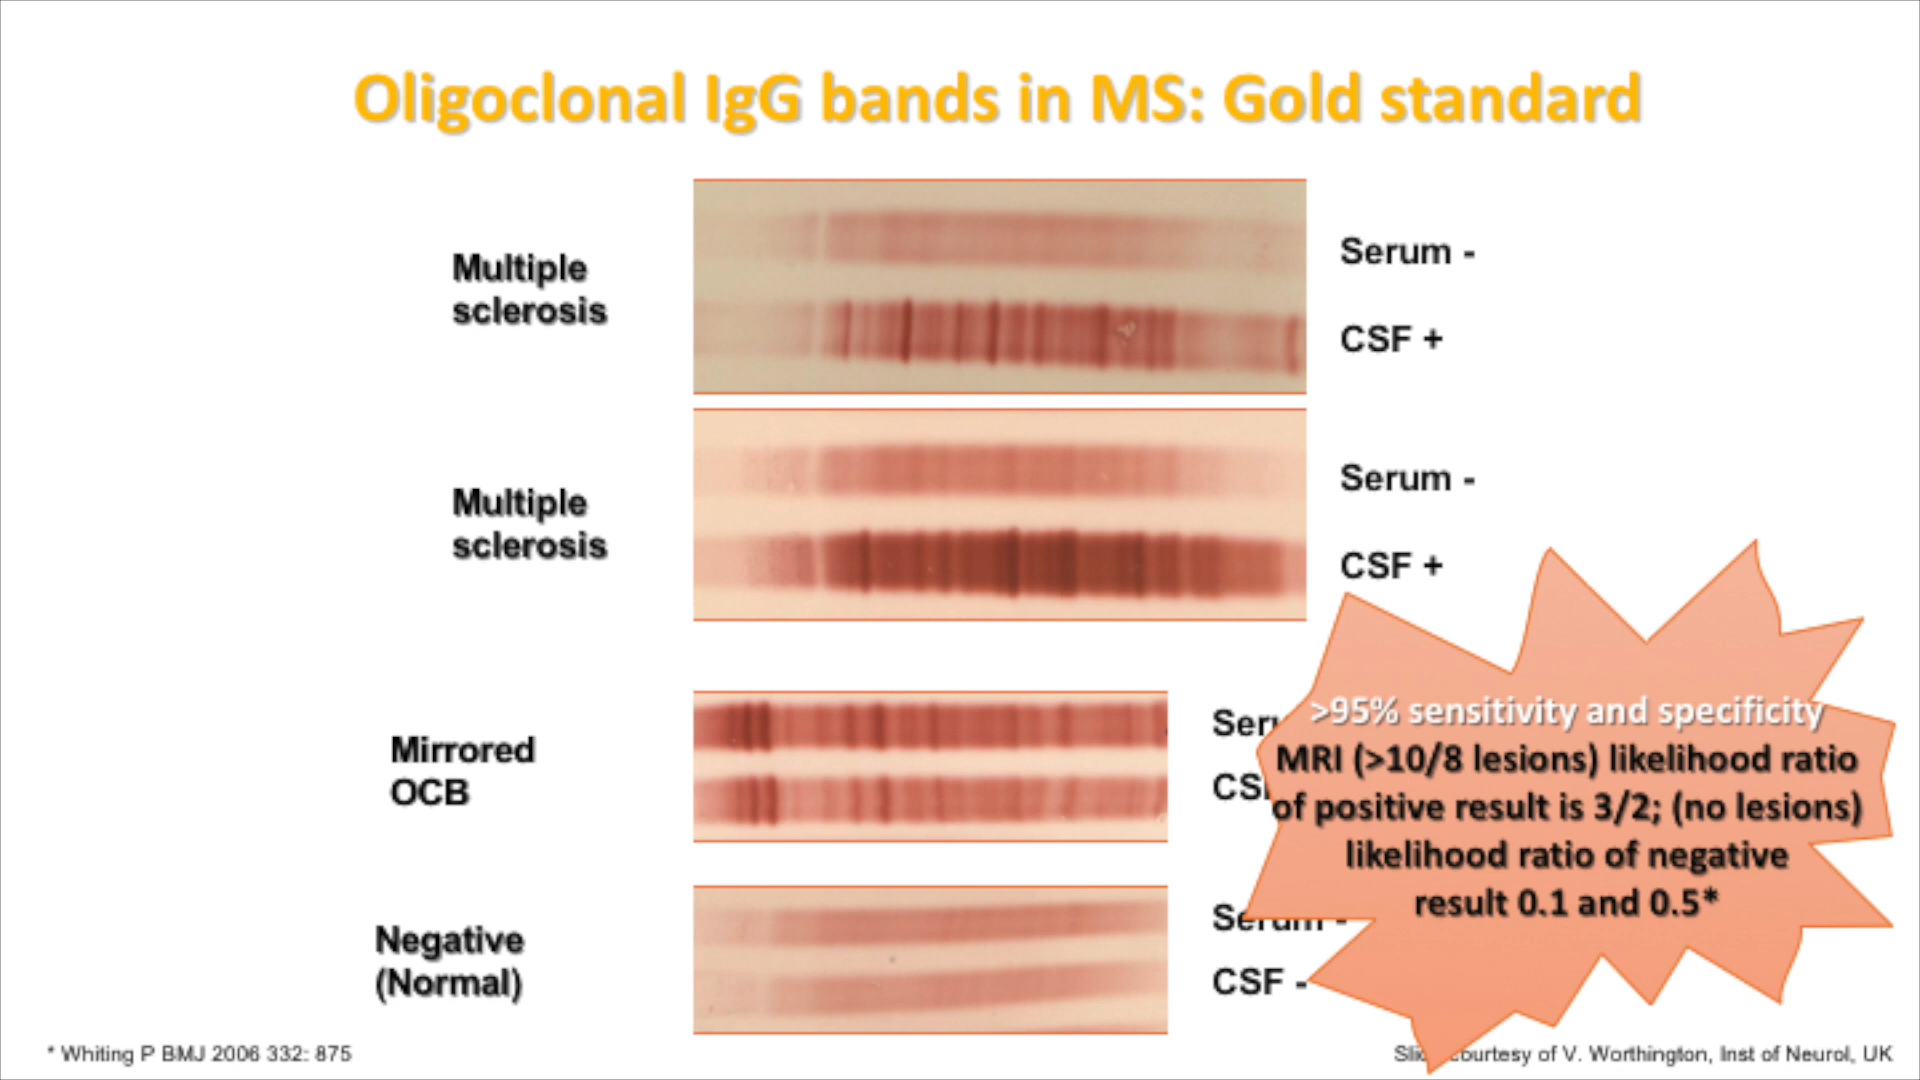 Oligoclonal IgG bands in MS: Gold standard
Multiple
sclerosis
Serum -
CSF +
Multiple
sclerosis
Serum -
CSF +
Mirrored
OCB
Negative
(Normal)
CSF -
>95% sensitivity and specificity
MRI (>10/8 lesions) likelihood ratio
of positive result is 3/2; (no lesions)
likelihood ratio of negative
result 0.1 and 0.5*
* Whiting P BMJ 2006 332: 875
courtesy of V. Worthington, Inst of Neurol, UK